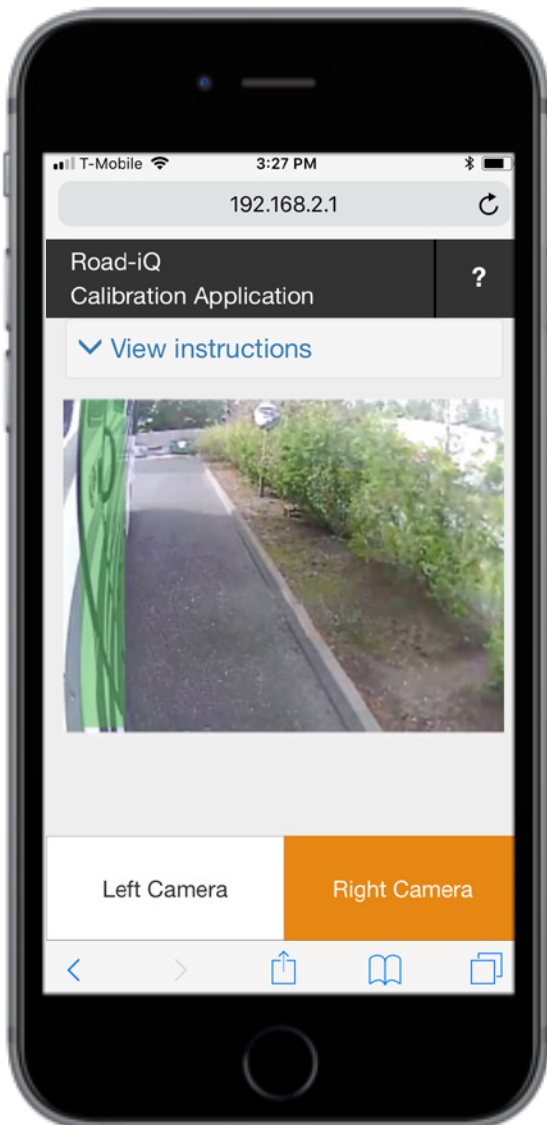 T-Mobile 3:27 PM
192.168.2.1
Road-iQ
Calibration Application
?
View instructions
Left Camera Right Camera